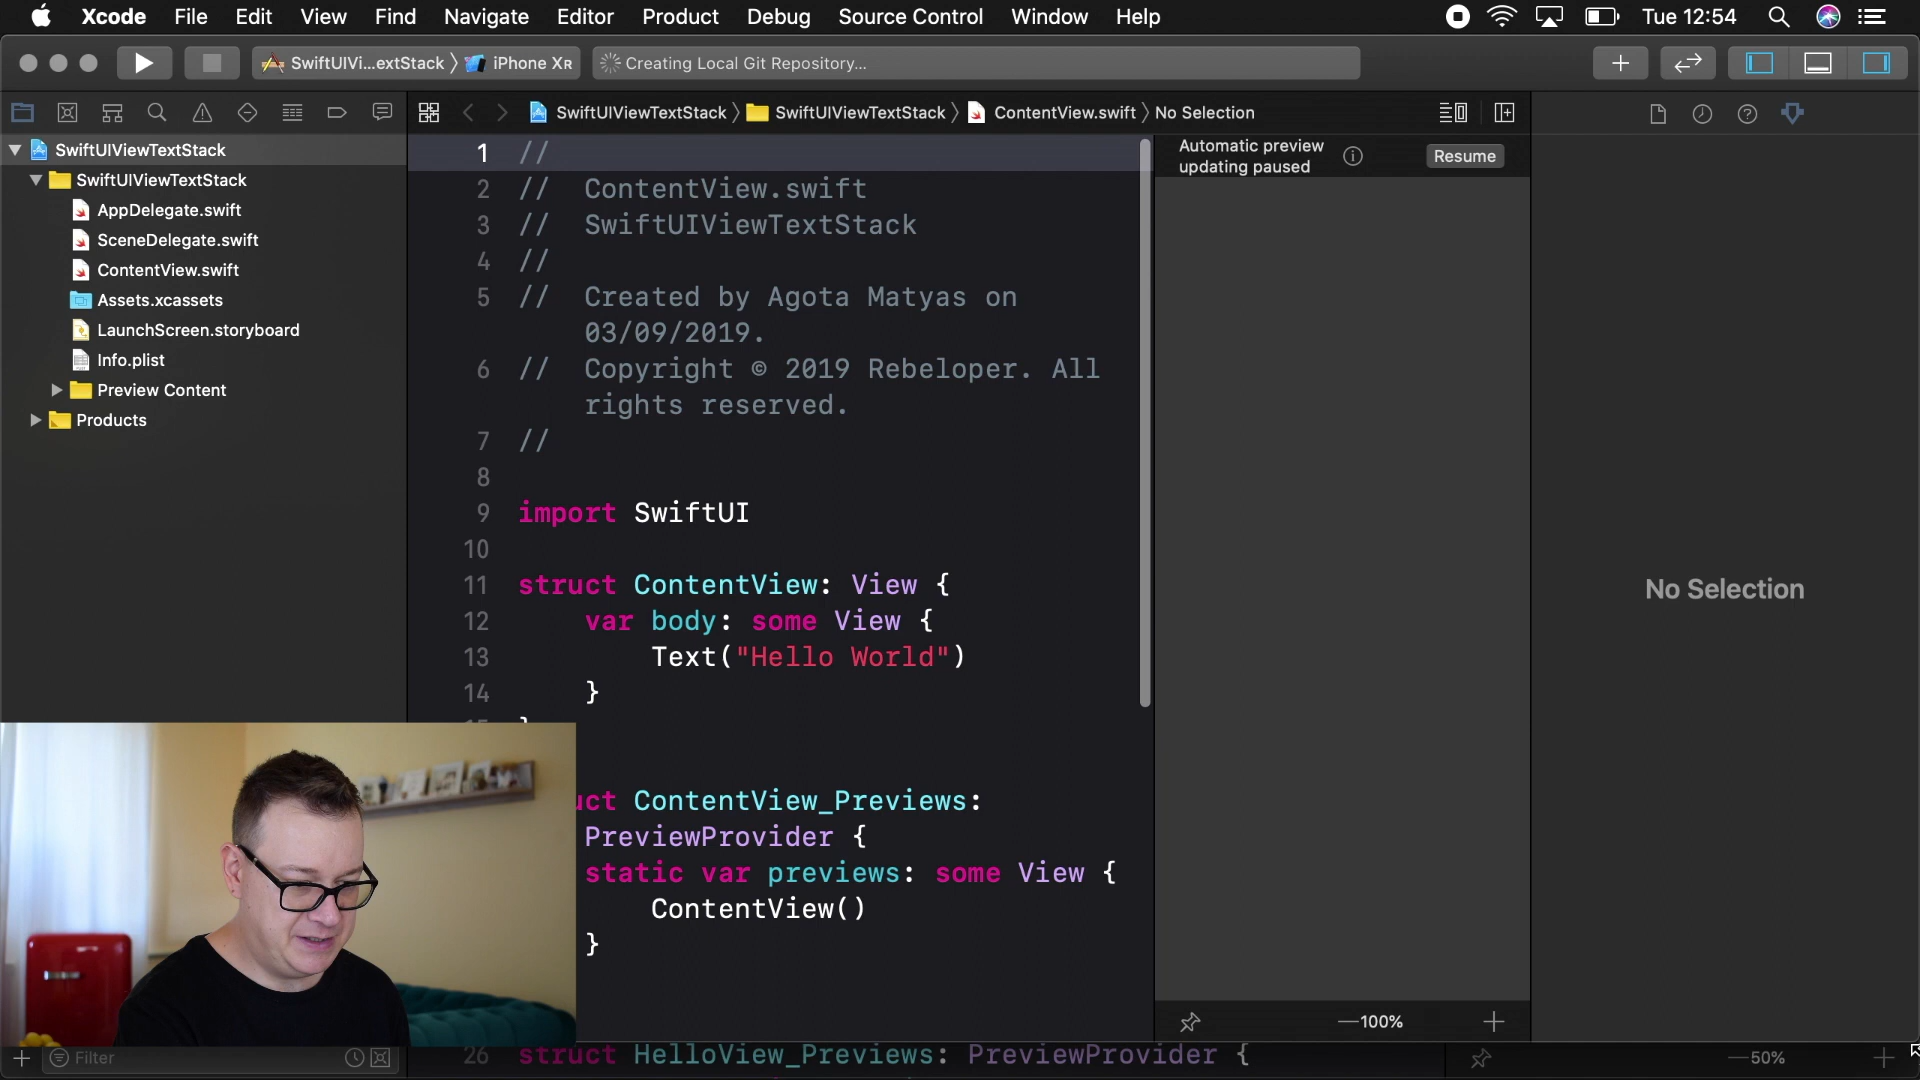 Xcode File Edit View Find Navigate Editor Product Debug Source Control Window Help Tue 12:54
SwiftUIVi...extStack iPhone XR Creating Local Git Repository...
SwiftUIViewTextStack SwiftUIViewTextStack ContentView.swift No Selection
SwiftUIViewTextStack
SwiftUIViewTextStack
AppDelegate.swift
SceneDelegate.swift
ContentView.swift
Assets.xcassets
LaunchScreen.storyboard
Info.plist
Preview Content
Products
Filter
1 //
2 // ContentView.swift
3 // SwiftUIViewTextStack
4 //
5 // Created by Agota Matyas on
03/09/2019.
6 // Copyright © 2019 Rebeloper. All
rights reserved.
7 //
8
9 import SwiftUI
10
11 struct ContentView: View {
12 var body: some View {
13 Text("Hello World")
14 }
ContentView_Previews:
PreviewProvider {
static var previews: some View {
ContentView()
}
26 struct HelloView_Previews: PreviewProvider {
Automatic preview
updating paused
Resume
100%
50%
No Selection